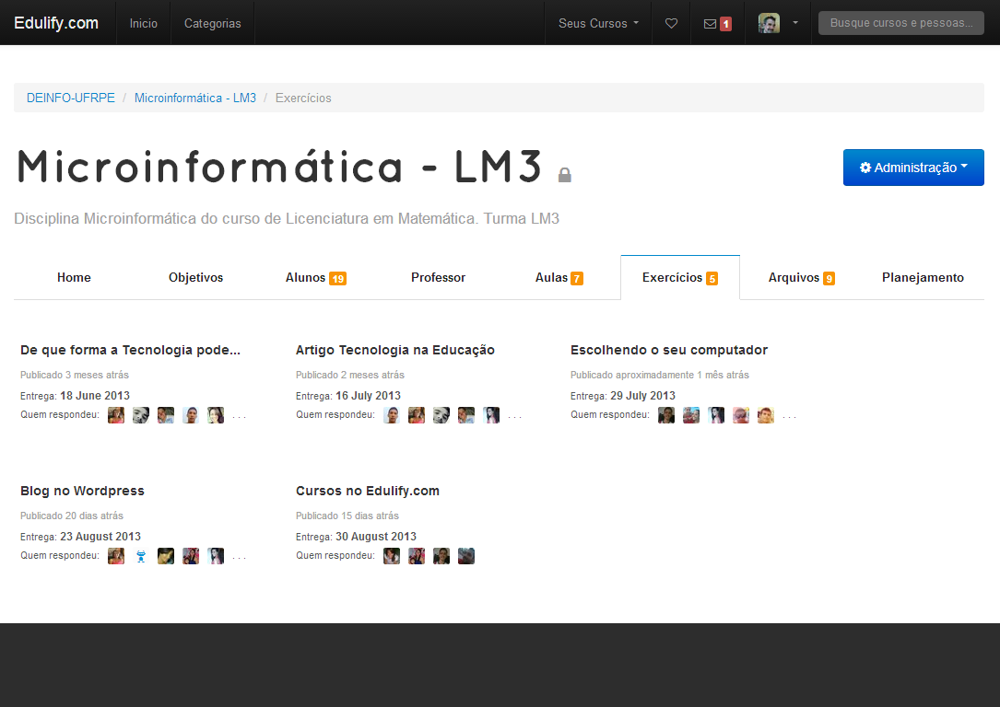 Edulify.com Inicio Categorias Seus Cursos 1 Busque cursos e pessoas...
DEINFO-UFRPE / Microinformática - LM3 / Exercícios
Microinformática - LM3
Administração
Disciplina Microinformática do curso de Licenciatura em Matemática. Turma LM3
Home Objetivos Alunos 19 Professor Aulas 7 Exercícios 5 Arquivos 9 Planejamento
De que forma a Tecnologia pode...
Publicado 3 meses atrás
Entrega: 18 June 2013
Quem respondeu: ...
Artigo Tecnologia na Educação
Publicado 2 meses atrás
Entrega: 16 July 2013
Quem respondeu: ...
Escolhendo o seu computador
Publicado aproximadamente 1 mês atrás
Entrega: 29 July 2013
Quem respondeu: ...
Blog no Wordpress
Publicado 20 dias atrás
Entrega: 23 August 2013
Quem respondeu: ...
Cursos no Edulify.com
Publicado 15 dias atrás
Entrega: 30 August 2013
Quem respondeu: